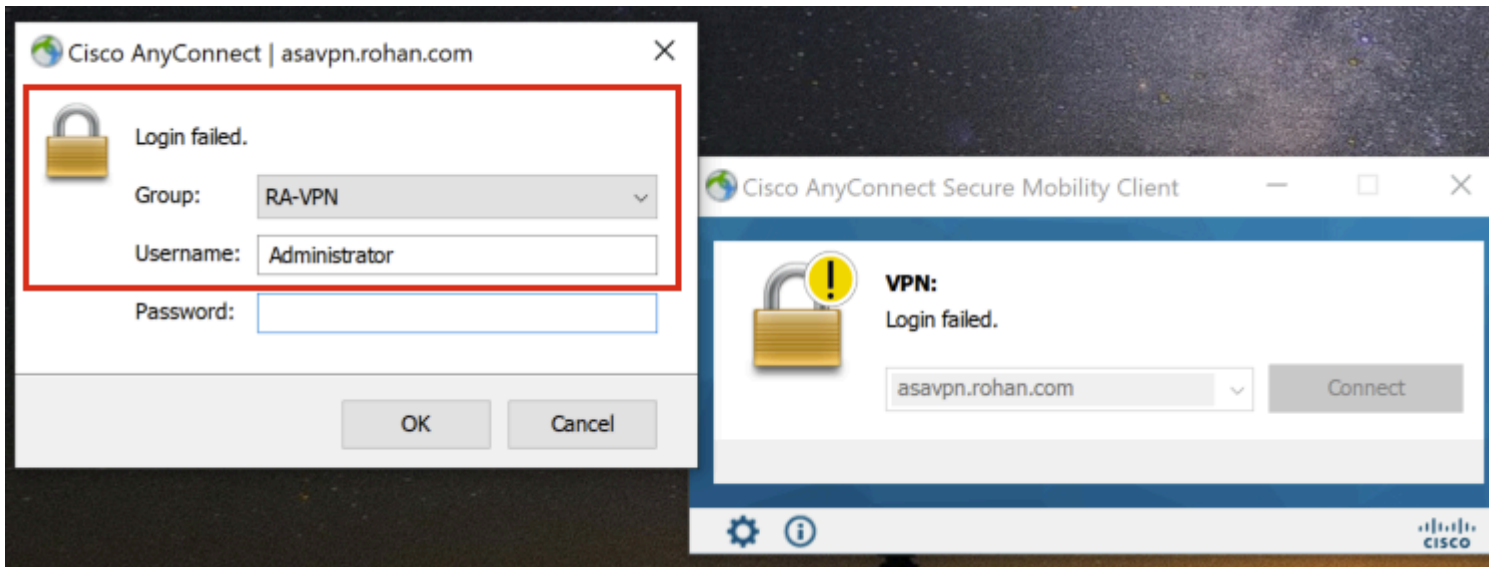 Cisco AnyConnect | asavpn.rohan.com
Login failed.
Group: RA-VPN
Username: Administrator
Password:
OK Cancel
Cisco AnyConnect Secure Mobility Client
VPN:
Login failed.
asavpn.rohan.com Connect
CISCO